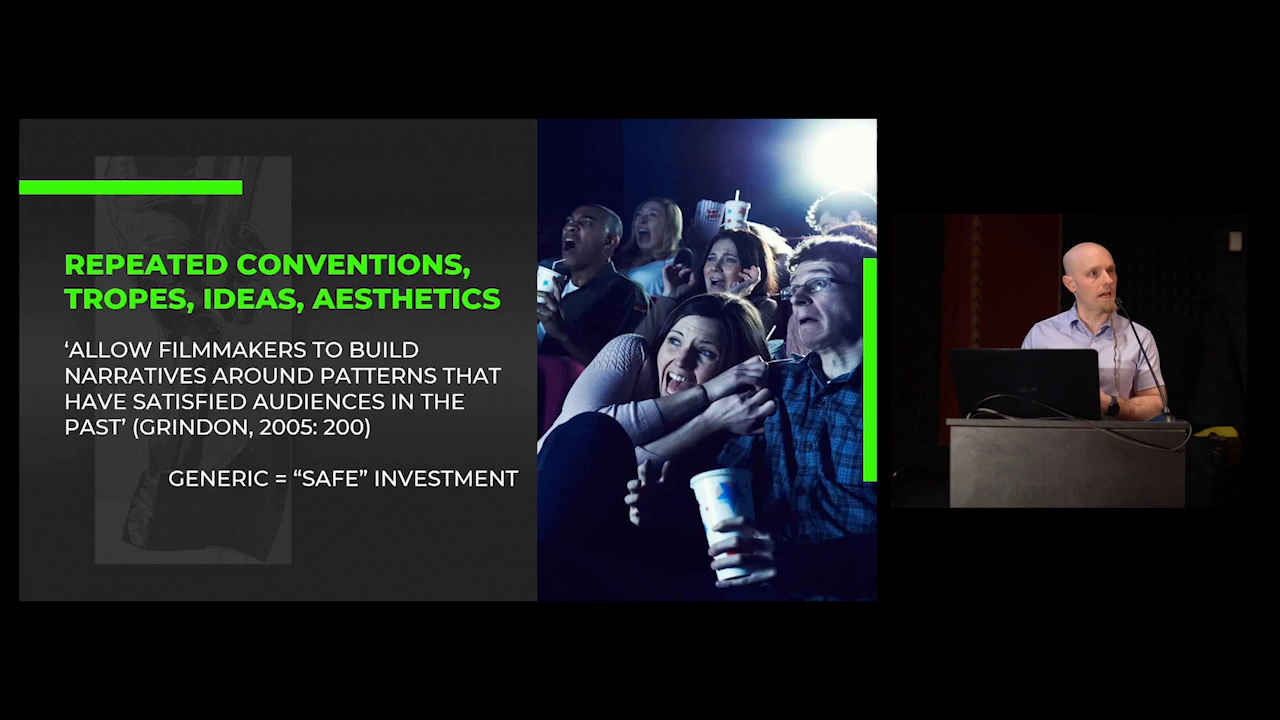 REPEATED CONVENTIONS,
TROPES, IDEAS, AESTHETICS
‘ALLOW FILMMAKERS TO BUILD
NARRATIVES AROUND PATTERNS THAT
HAVE SATISFIED AUDIENCES IN THE
PAST’ (GRINDON, 2005: 200)
GENERIC = “SAFE” INVESTMENT